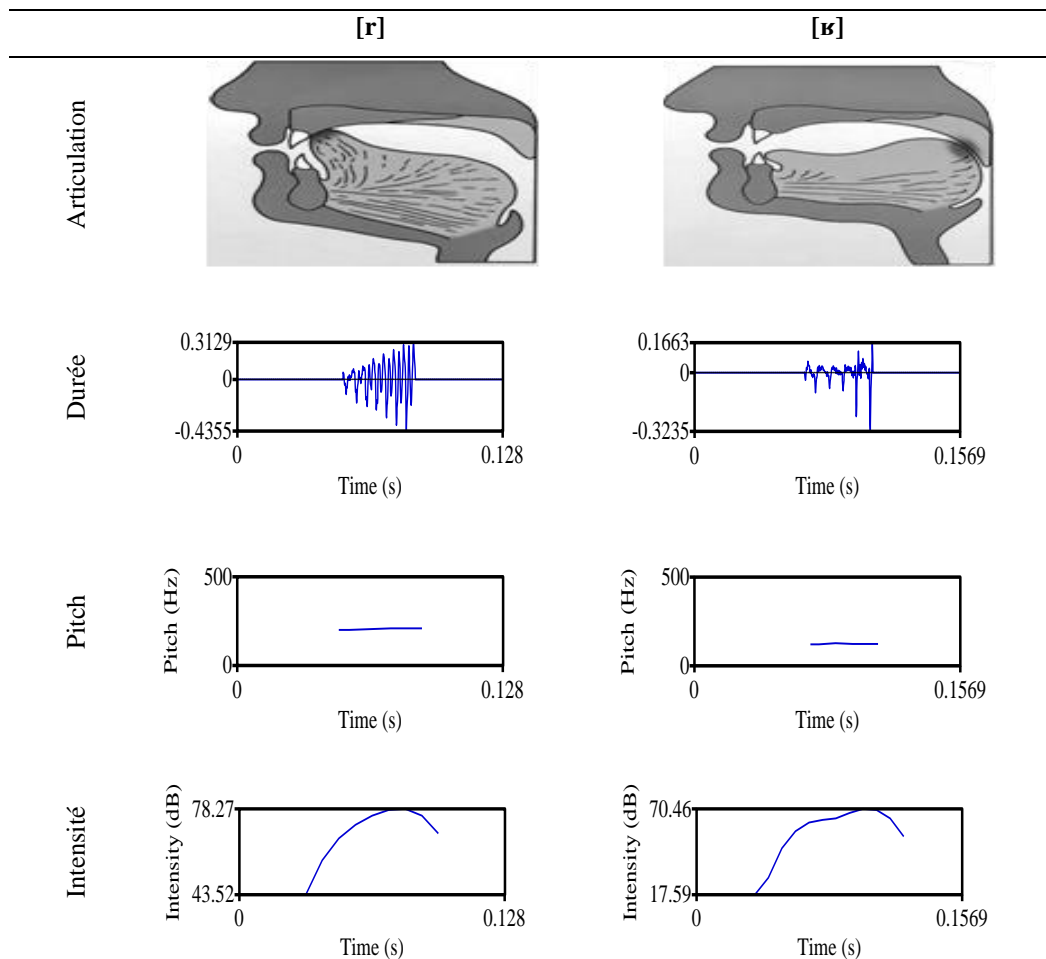 [r] [ʁ]
Articulation
Durée
0.3129
0
-0.4355
0 0.128
Time (s)
0.1663
0
-0.3235
0 0.1569
Time (s)
Pitch
Pitch (Hz)
500
0
0 0.128
Time (s)
Pitch (Hz)
500
0
0 0.1569
Time (s)
Intensité
Intensity (dB)
78.27
43.52
0 0.128
Time (s)
Intensity (dB)
70.46
17.59
0 0.1569
Time (s)